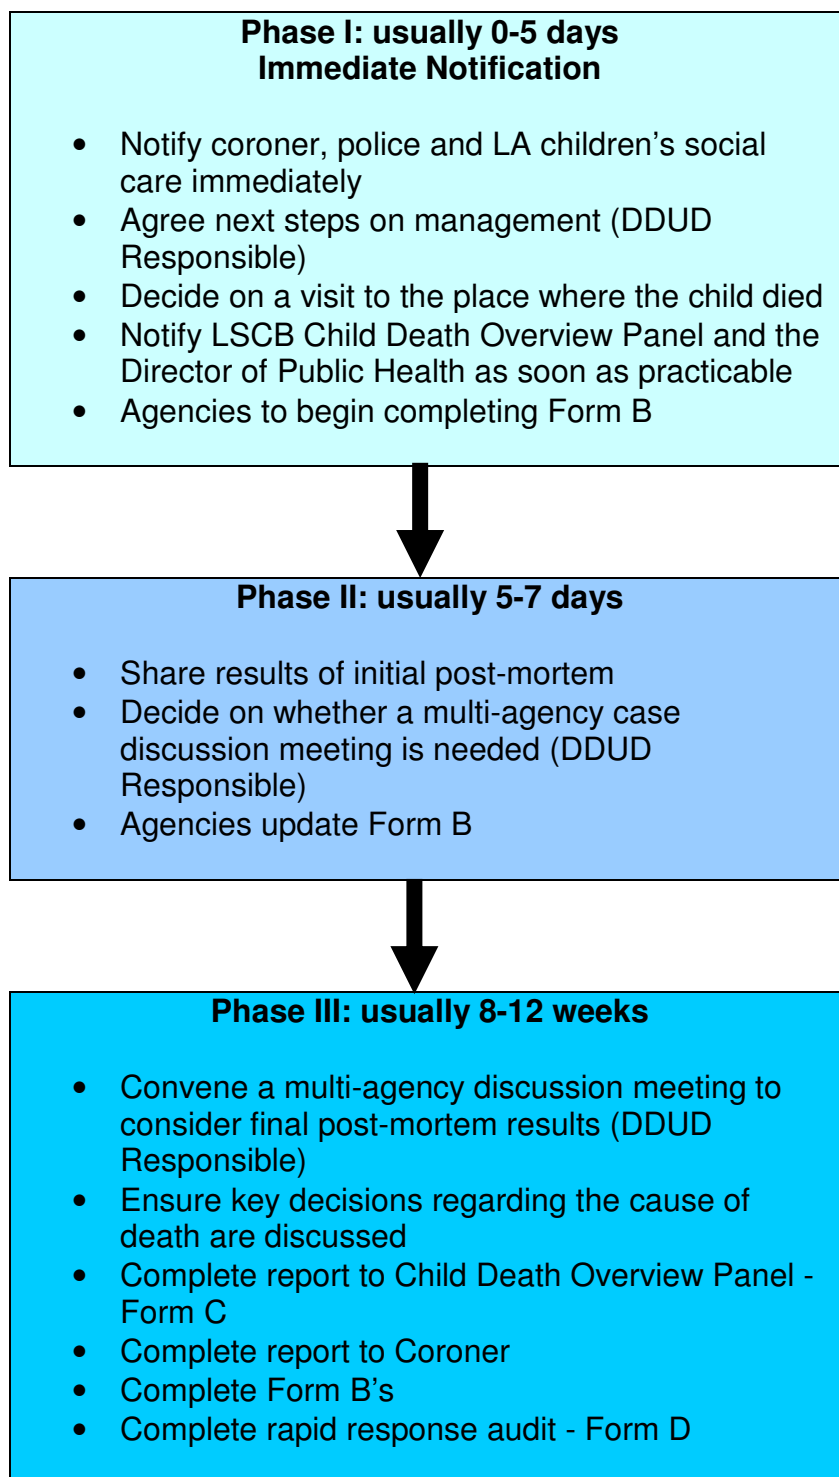 Phase I: usually 0-5 days
Immediate Notification
• Notify coroner, police and LA children's social
care immediately
• Agree next steps on management (DDUD
Responsible)
• Decide on a visit to the place where the child died
• Notify LSCB Child Death Overview Panel and the
Director of Public Health as soon as practicable
• Agencies to begin completing Form B
Phase II: usually 5-7 days
• Share results of initial post-mortem
• Decide on whether a multi-agency case
discussion meeting is needed (DDUD
Responsible)
• Agencies update Form B
Phase III: usually 8-12 weeks
• Convene a multi-agency discussion meeting to
consider final post-mortem results (DDUD
Responsible)
• Ensure key decisions regarding the cause of
death are discussed
• Complete report to Child Death Overview Panel -
Form C
• Complete report to Coroner
• Complete Form B's
• Complete rapid response audit - Form D